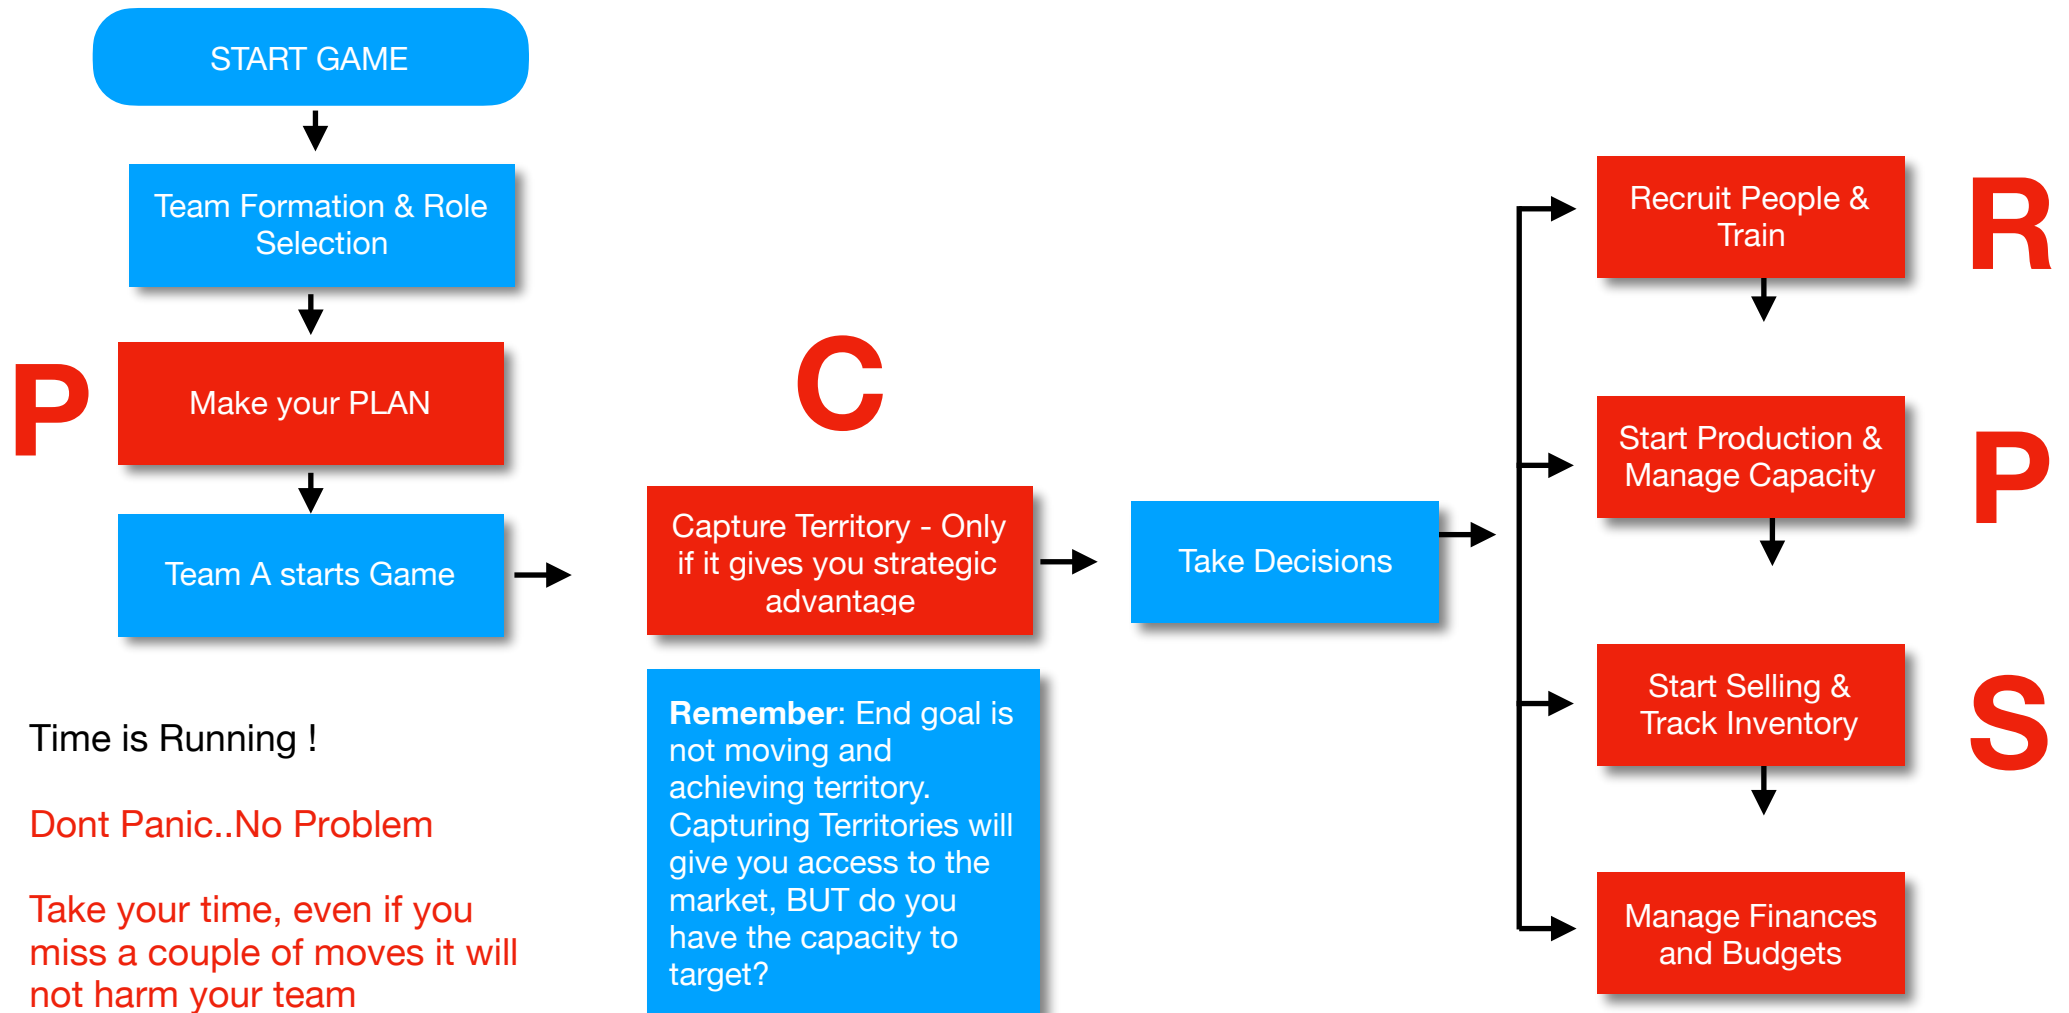 START GAME
Team Formation & Role
Selection
P
Make your PLAN
Team A starts Game
Time is Running !
Dont Panic..No Problem
Take your time, even if you
miss a couple of moves it will
not harm your team
C
Capture Territory - Only
if it gives you strategic
advantage
Remember: End goal is
not moving and
achieving territory.
Capturing Territories will
give you access to the
market, BUT do you
have the capacity to
target?
Take Decisions
Recruit People &
Train
R
Start Production &
Manage Capacity
P
Start Selling &
Track Inventory
S
Manage Finances
and Budgets